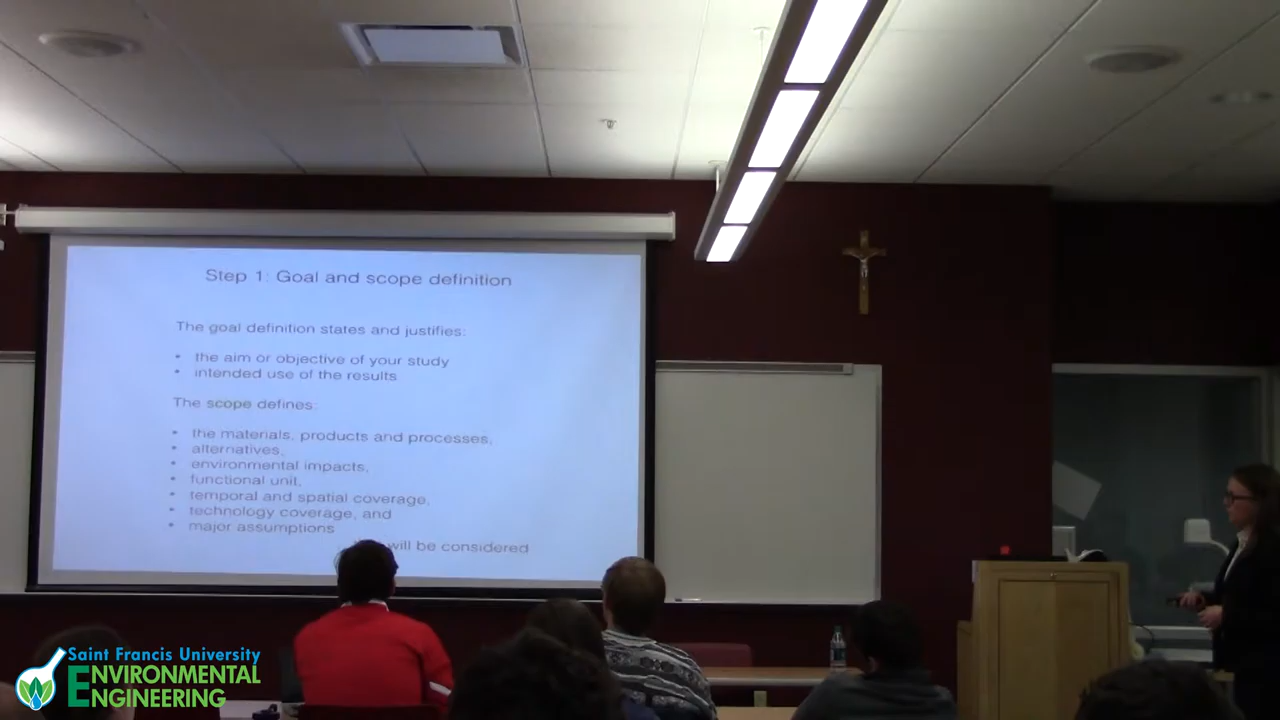 Step 1: Goal and scope definition
The goal definition states and justifies:
• the aim or objective of your study
• intended use of the results
The scope defines:
• the materials, products and processes,
• alternatives,
• environmental impacts,
• functional unit,
• temporal and spatial coverage,
• technology coverage, and
• major assumptions
will be considered
Saint Francis University
ENVIRONMENTAL
ENGINEERING